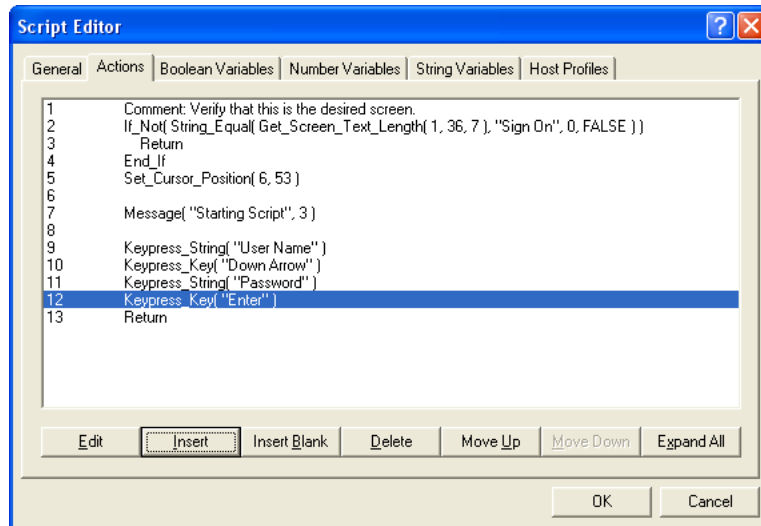 Script Editor
General Actions Boolean Variables Number Variables String Variables Host Profiles
1 Comment: Verify that this is the desired screen.
2 If_Not( String_Equal( Get_Screen_Text_Length( 1, 36, 7 ), "Sign On", 0, FALSE ) )
3 Return
4 End_If
5 Set_Cursor_Position( 6, 53 )
6
7 Message( "Starting Script", 3 )
8
9 Keypress_String( "User Name" )
10 Keypress_Key( "Down Arrow" )
11 Keypress_String( "Password" )
12 Keypress_Key( "Enter" )
13 Return
Edit Insert Insert Blank Delete Move Up Move Down Expand All
OK Cancel